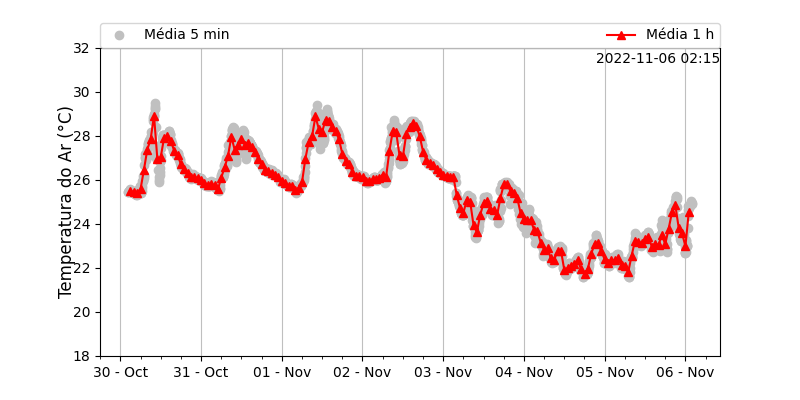 Média 5 min
Média 1 h
2022-11-06 02:15
Temperatura do Ar (°C)
32
30
28
26
24
22
20
18
30 - Oct
31 - Oct
01 - Nov
02 - Nov
03 - Nov
04 - Nov
05 - Nov
06 - Nov